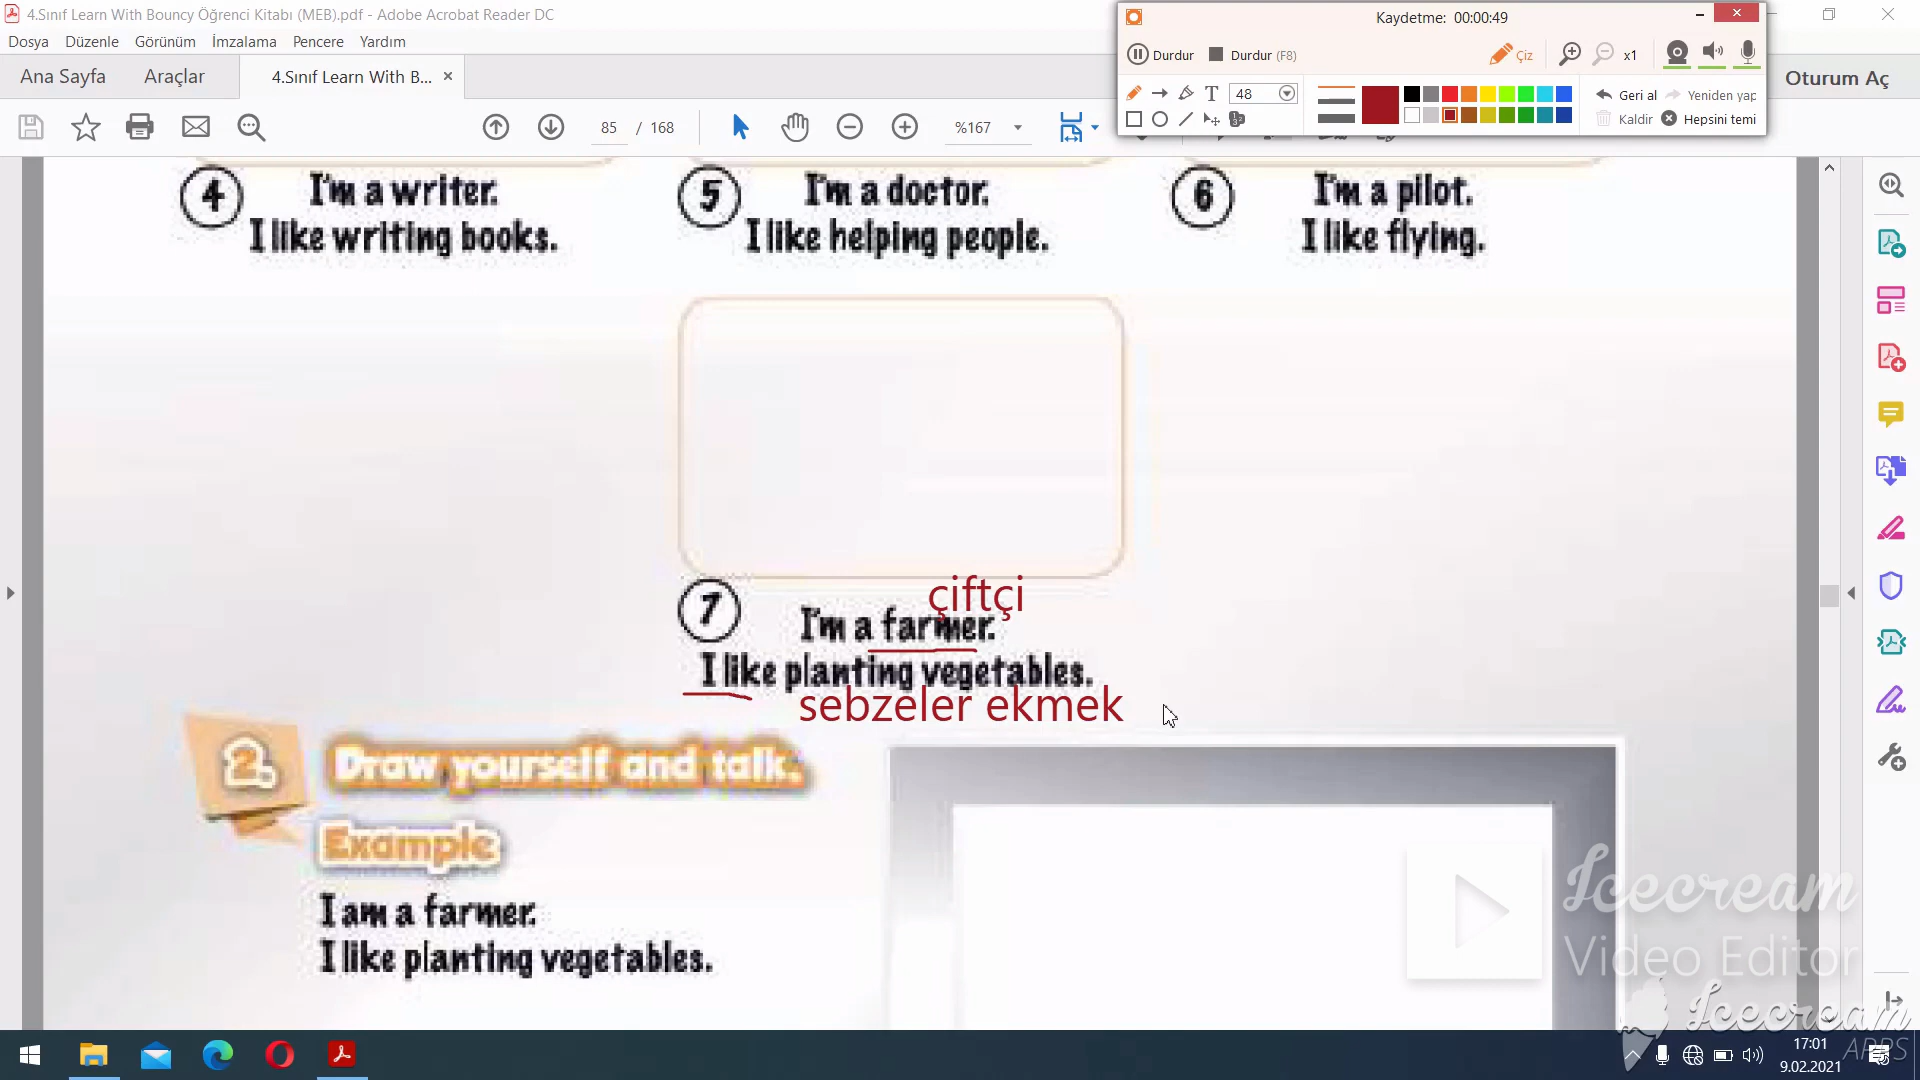 4.Sınıf Learn With Bouncy Öğrenci Kitabı (MEB).pdf - Adobe Acrobat Reader DC
Dosya Düzenle Görünüm İmzalama Pencere Yardım
Ana Sayfa Araçlar 4.Sınıf Learn With B... × Oturum Aç
85 / 168 %167
Kaydetme: 00:00:49
Durdur Durdur (F8) Çiz x1
T 48 Geri al Yeniden yap
Kaldır Hepsini temi
4 I'm a writer.
I like writing books.
5 I'm a doctor.
I like helping people.
6 I'm a pilot.
I like flying.
çiftçi
7 I'm a farmer.
I like planting vegetables.
sebzeler ekmek
2. Draw yourself and talk.
Example
I am a farmer.
I like planting vegetables.
Icecream
Video Editor
Icecream
APPS
17:01
9.02.2021